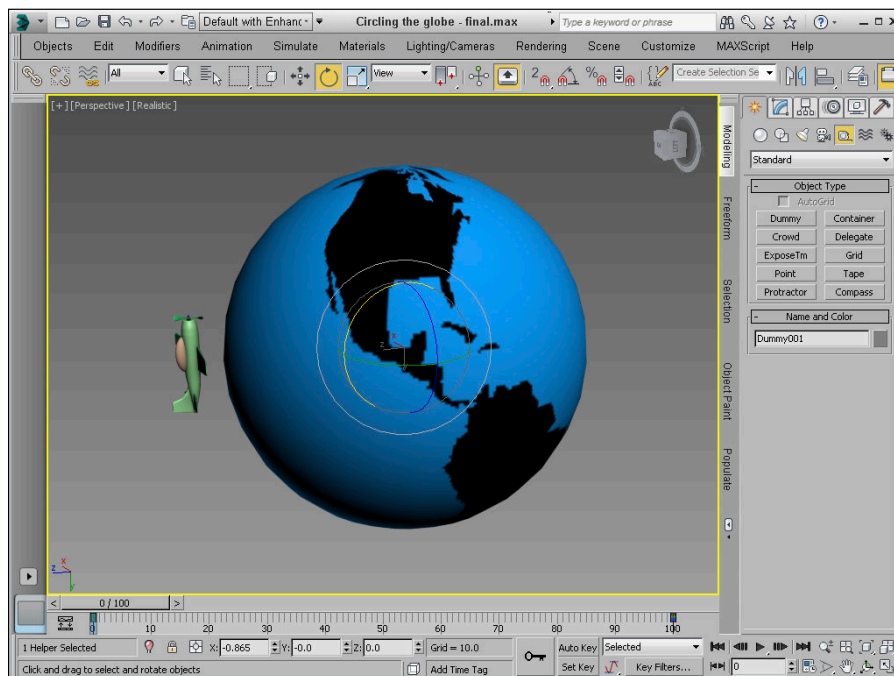 Default with Enhanc
Circling the globe - final.max
Type a keyword or phrase
Objects Edit Modifiers Animation Simulate Materials Lighting/Cameras Rendering Scene Customize MAXScript Help
All
View
2
%
ABC
Create Selection Se
[+] [Perspective] [Realistic]
Modeling
Freeform
Selection
Object Paint
Populate
Standard
- Object Type
AutoGrid
Dummy Container
Crowd Delegate
ExposeTm Grid
Point Tape
Protractor Compass
- Name and Color
Dummy001
x
z
z x
y
< 0 / 100 >
0 10 20 30 40 50 60 70 80 90 100
1 Helper Selected X: -0.865 Y: -0.0 Z: 0.0 Grid = 10.0 Auto Key Selected
Click and drag to select and rotate objects Add Time Tag Set Key Key Filters... 0